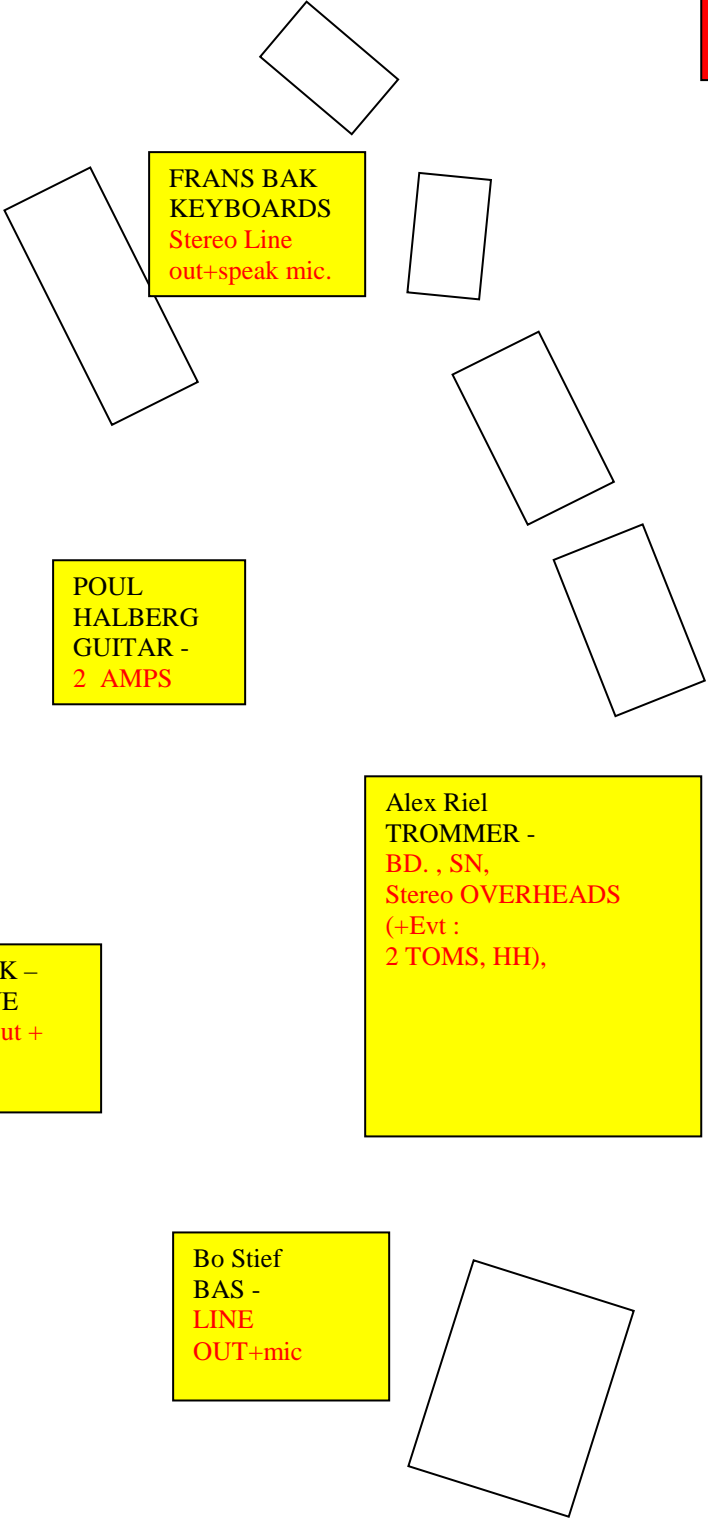 FRANS BAK
KEYBOARDS
Stereo Line
out+speak mic.
POUL
HALBERG
GUITAR -
2  AMPS
Alex Riel
TROMMER -
BD. , SN,
Stereo OVERHEADS
(+Evt :
2 TOMS, HH),
K –
E
ut +
Bo Stief
BAS -
LINE
OUT+mic